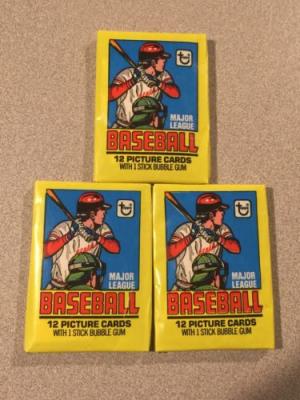 MAJOR
LEAGUE
BASEBALL
12 PICTURE CARDS
WITH 1 STICK BUBBLE GUM
MAJOR
LEAGUE
BASEBALL
12 PICTURE CARDS
WITH 1 STICK BUBBLE GUM
MAJOR
LEAGUE
BASEBALL
12 PICTURE CARDS
WITH 1 STICK BUBBLE GUM